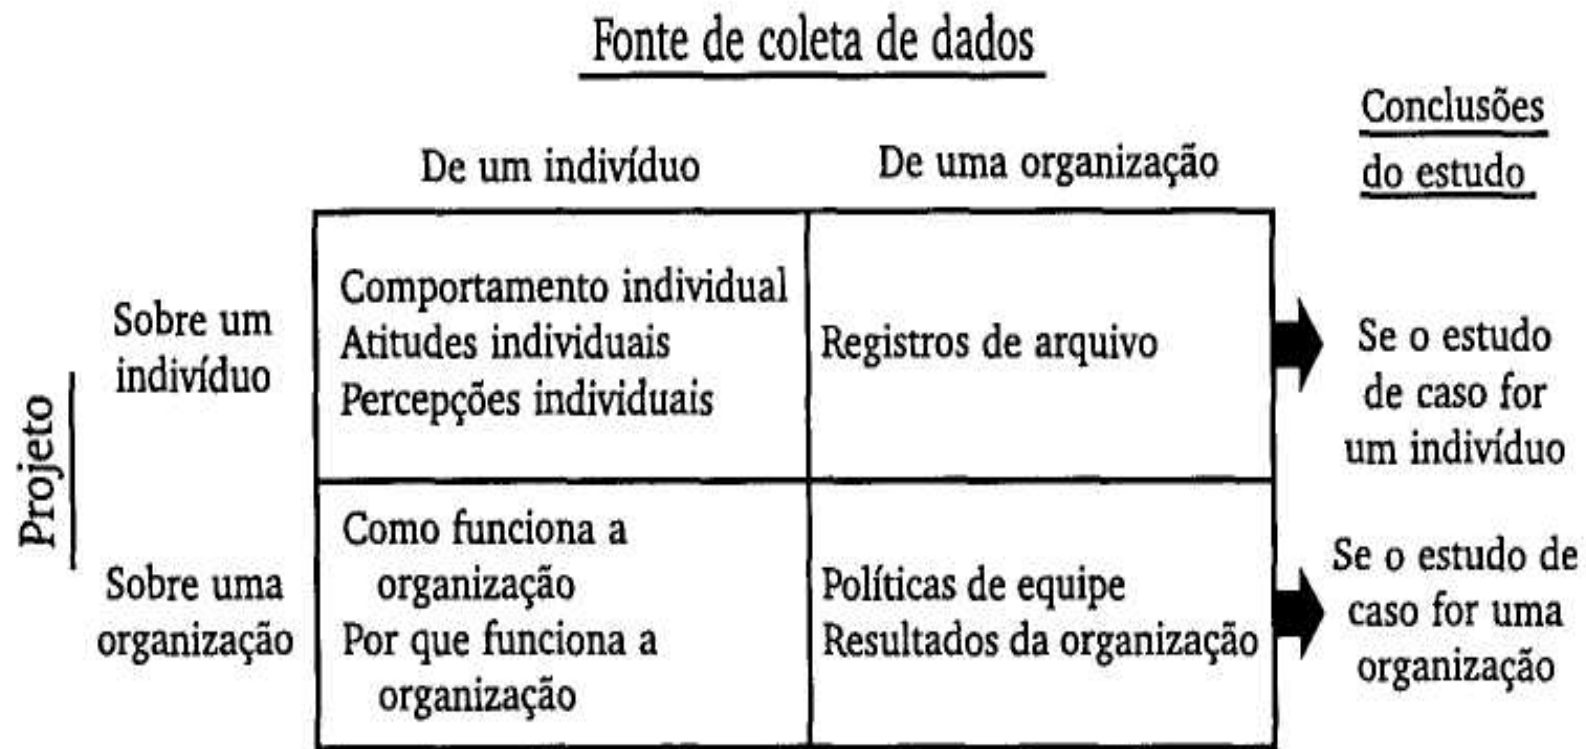 Fonte de coleta de dados
Conclusões
do estudo
De um indivíduo
De uma organização
Projeto
Sobre um
indivíduo
Comportamento individual
Atitudes individuais
Percepções individuais
Registros de arquivo
Se o estudo
de caso for
um indivíduo
Sobre uma
organização
Como funciona a
organização
Por que funciona a
organização
Políticas de equipe
Resultados da organização
Se o estudo de
caso for uma
organização